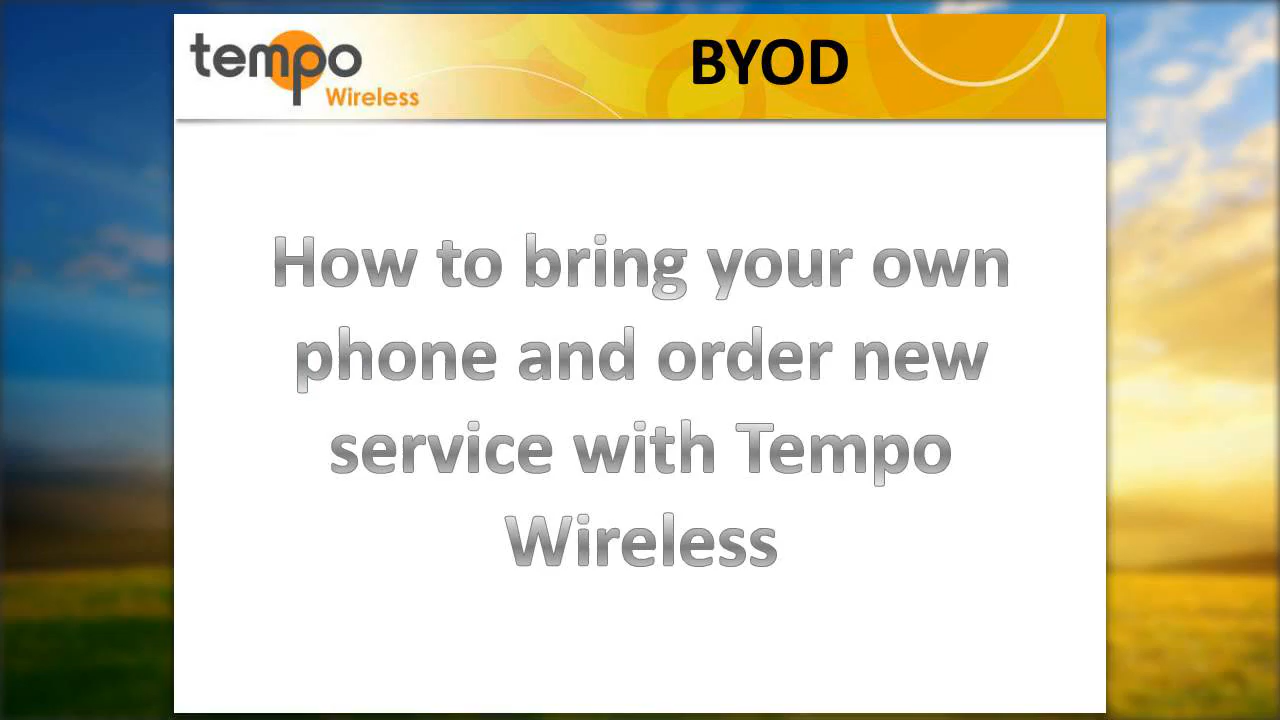 tempo
Wireless
BYOD
How to bring your own
phone and order new
service with Tempo
Wireless